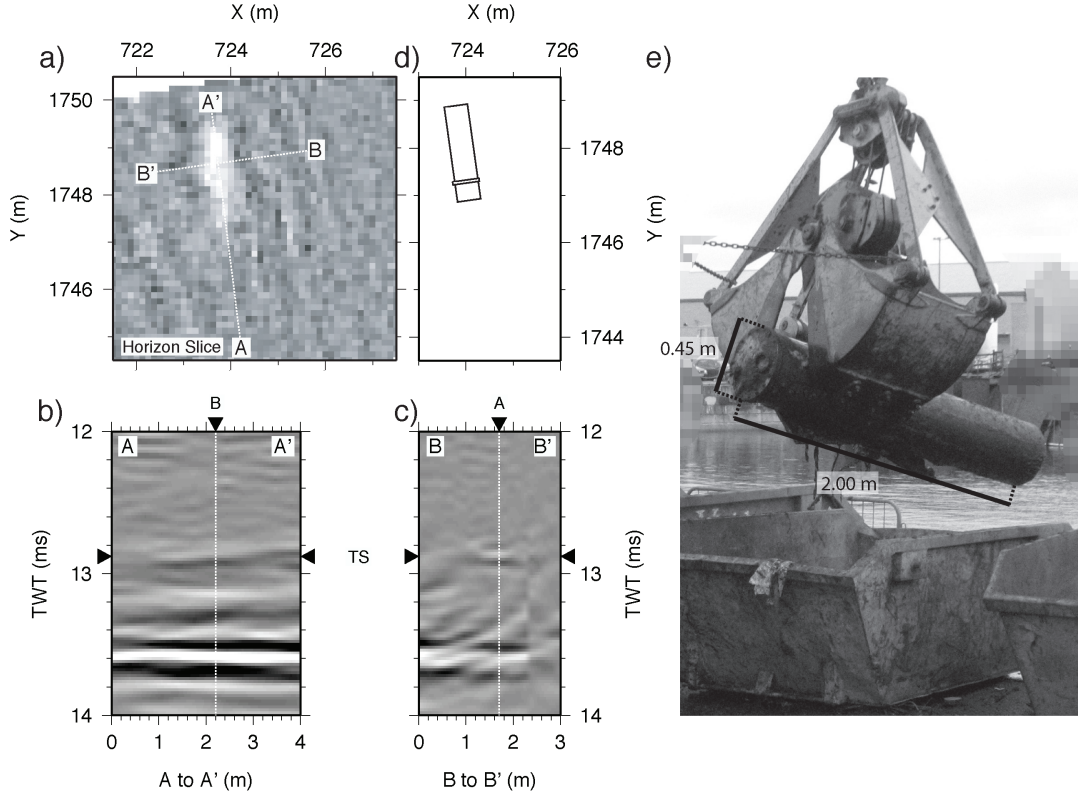 X (m)
722 724 726
a)
1750
1748
1746
Y (m)
A'
B
B'
A
Horizon Slice
X (m)
724 726
d)
1748
1746
1744
Y (m)
e)
0.45 m
2.00 m
b)
B
12
13
14
TWT (ms)
A A'
0 1 2 3 4
A to A' (m)
TS
c)
A
12
13
14
TWT (ms)
B B'
0 1 2 3
B to B' (m)